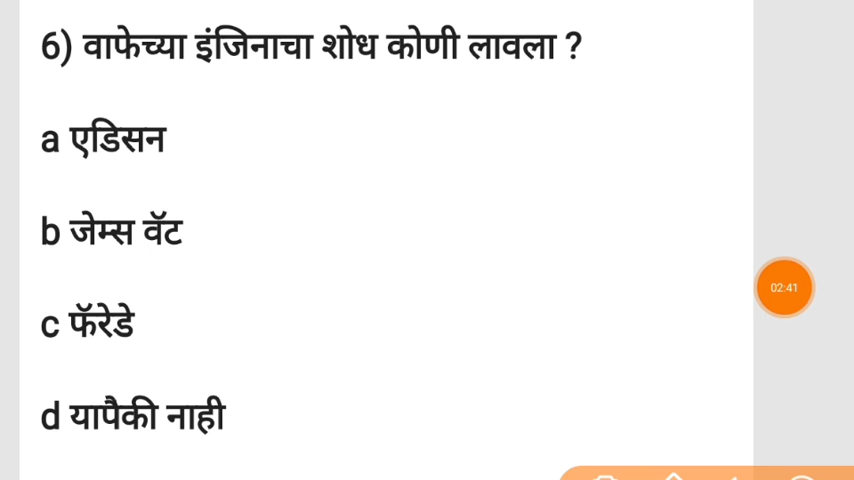 6) वाफेच्या इंजिनाचा शोध कोणी लावला ?
a एडिसन
b जेम्स वॅट
c फॅरेडे
02:41
d यापैकी नाही